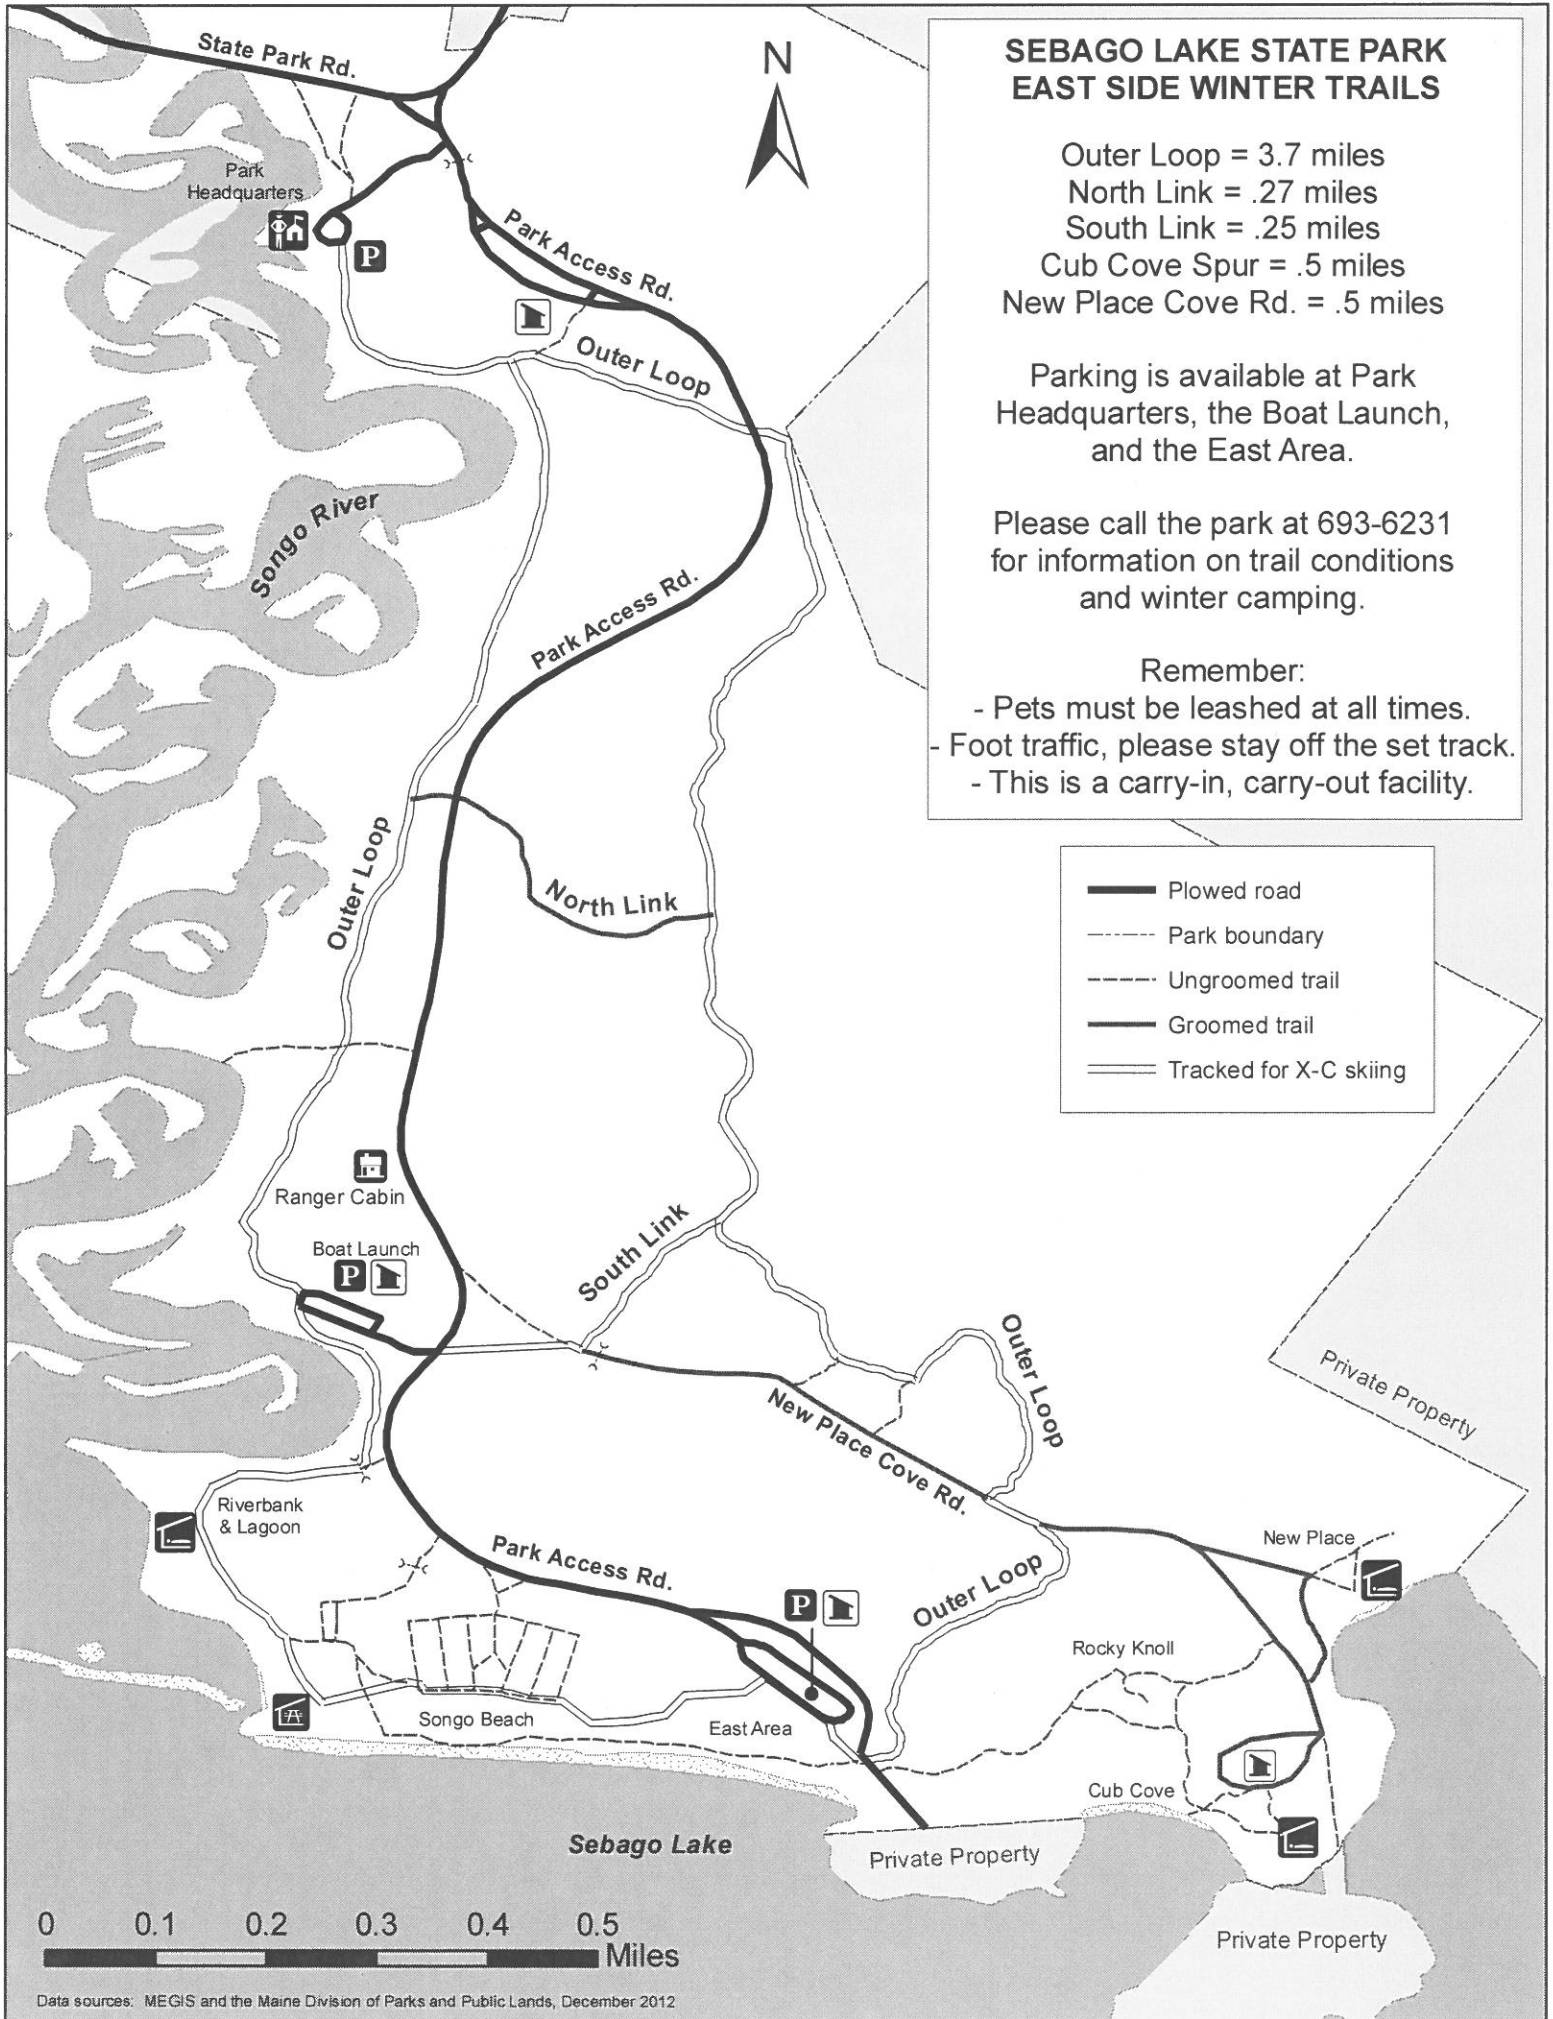 State Park Rd.
N
SEBAGO LAKE STATE PARK
EAST SIDE WINTER TRAILS
Outer Loop = 3.7 miles
North Link = .27 miles
South Link = .25 miles
Cub Cove Spur = .5 miles
New Place Cove Rd. = .5 miles
Parking is available at Park
Headquarters, the Boat Launch,
and the East Area.
Please call the park at 693-6231
for information on trail conditions
and winter camping.
Remember:
- Pets must be leashed at all times.
- Foot traffic, please stay off the set track.
- This is a carry-in, carry-out facility.
Park
Headquarters
P
Park Access Rd.
Outer Loop
Songo River
Park Access Rd.
Outer Loop
North Link
Plowed road
Park boundary
Ungroomed trail
Groomed trail
Tracked for X-C skiing
Ranger Cabin
Boat Launch
P
South Link
Outer Loop
Private Property
New Place Cove Rd.
Riverbank
& Lagoon
New Place
Park Access Rd.
Outer Loop
P
Rocky Knoll
Songo Beach
East Area
Cub Cove
Sebago Lake
Private Property
Private Property
0 0.1 0.2 0.3 0.4 0.5
Miles
Data sources: MEGIS and the Maine Division of Parks and Public Lands, December 2012